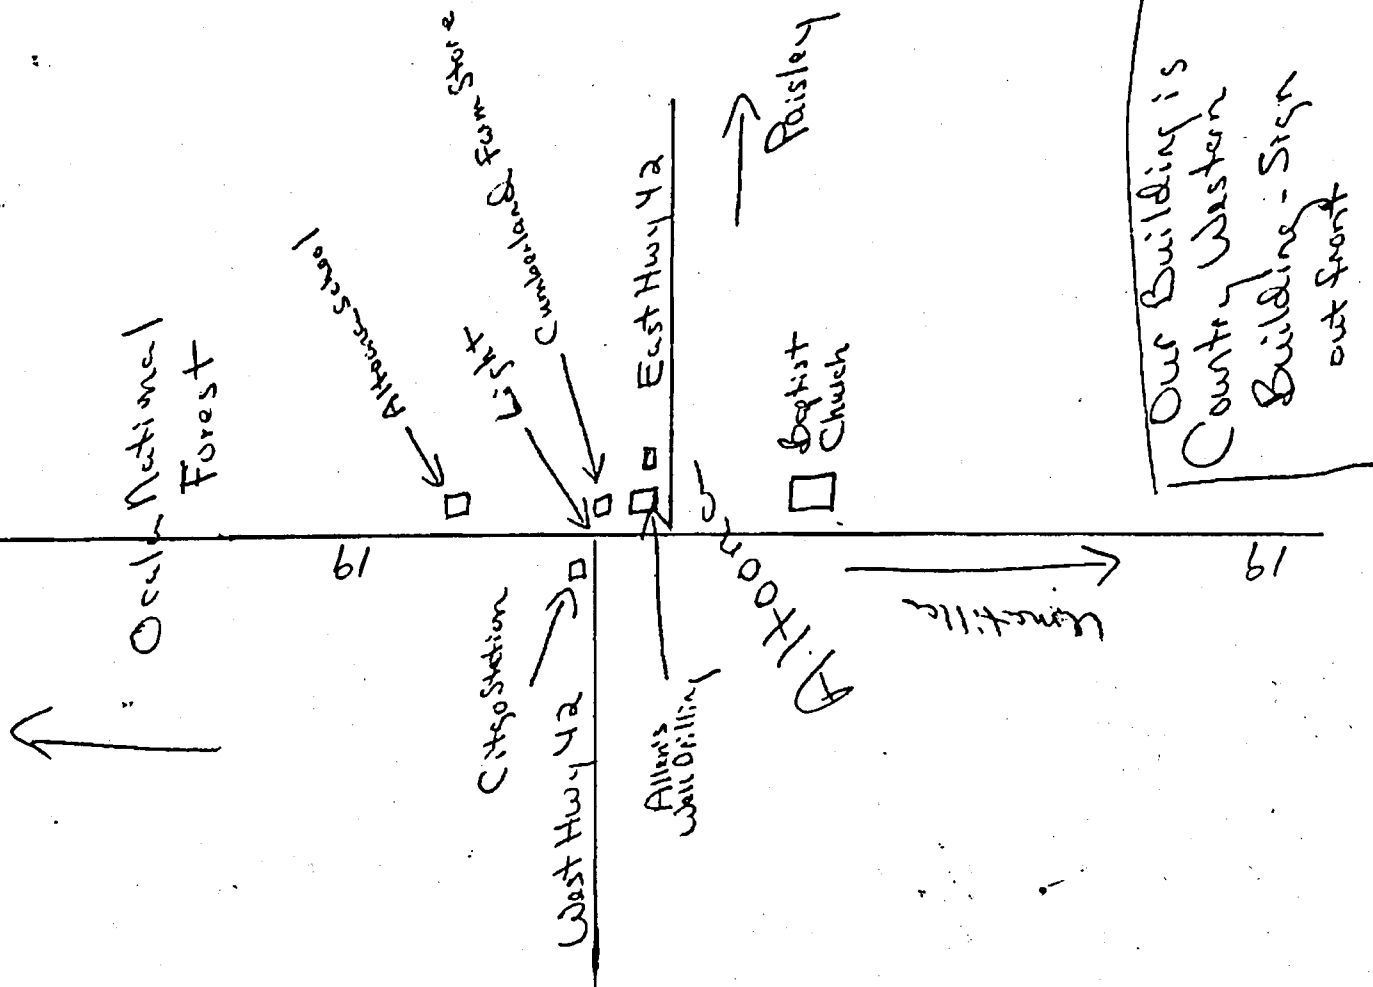 Ocala National
Forest
19
Altoona School
Light
Cumberland Farm Store
Citgo Station
West Hwy 42
East Hwy 42
Allen's
Well Drilling
Paisley
Altoona
Baptist
Church
Umatilla
19
Our Building is
Country Western
Building - Sign
out front